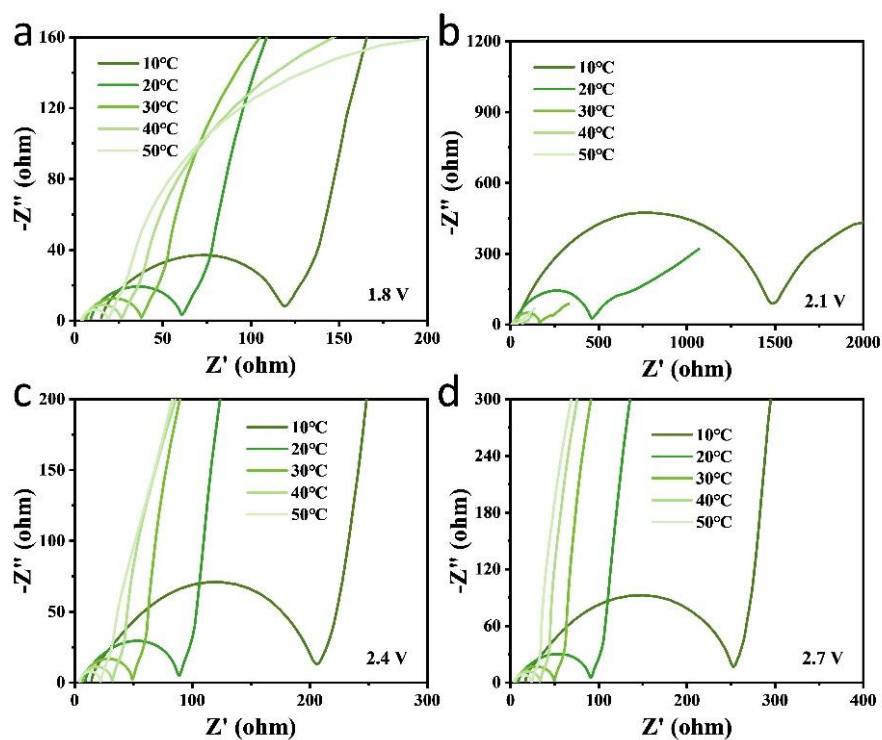 a
160
120
80
40
0
-Z'' (ohm)
10°C
20°C
30°C
40°C
50°C
1.8 V
0 50 100 150 200
Z' (ohm)
b
1200
900
600
300
0
-Z'' (ohm)
10°C
20°C
30°C
40°C
50°C
2.1 V
0 500 1000 1500 2000
Z' (ohm)
c
200
150
100
50
0
-Z'' (ohm)
10°C
20°C
30°C
40°C
50°C
2.4 V
0 100 200 300
Z' (ohm)
d
300
240
180
120
60
0
-Z'' (ohm)
10°C
20°C
30°C
40°C
50°C
2.7 V
0 100 200 300 400
Z' (ohm)